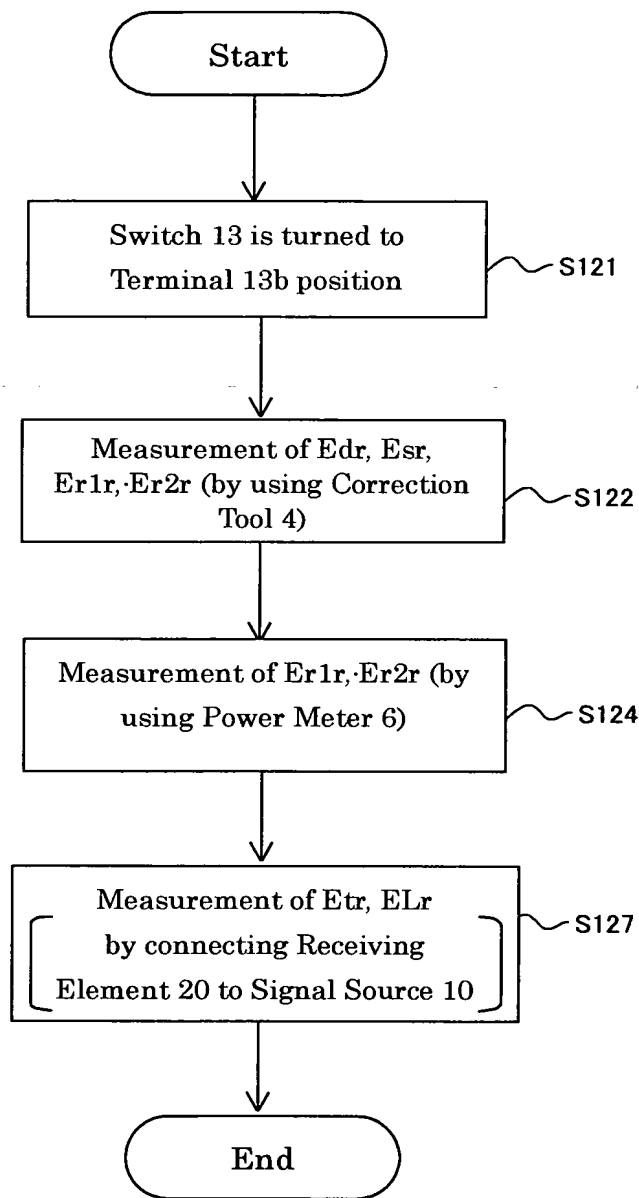 Start
Switch 13 is turned to
Terminal 13b position
S121
Measurement of Edr, Esr,
Er1r,·Er2r (by using Correction
Tool 4)
S122
Measurement of Er1r,·Er2r (by
using Power Meter 6)
S124
Measurement of Etr, ELr
by connecting Receiving
Element 20 to Signal Source 10
S127
End